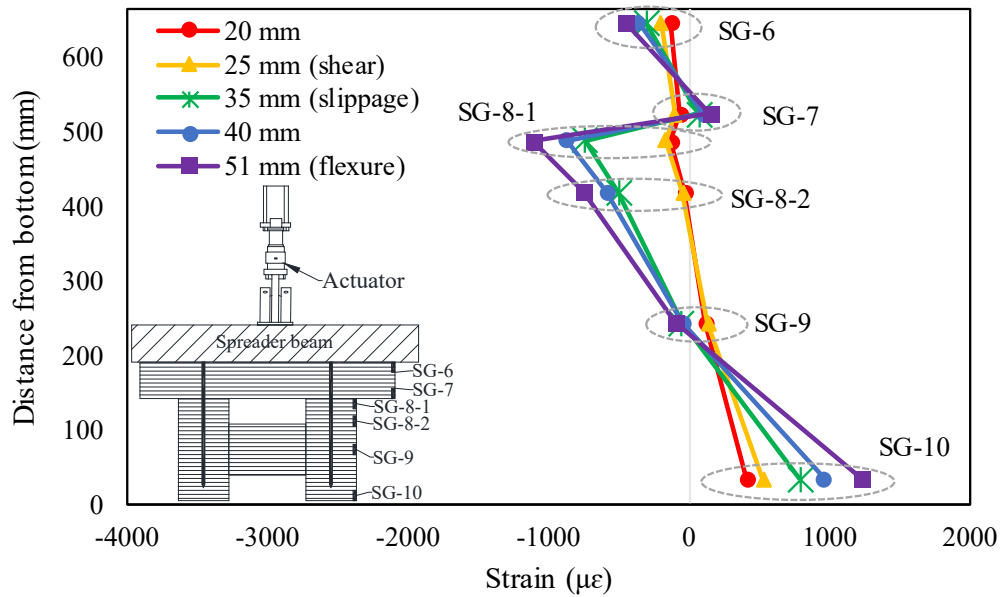 20 mm
25 mm (shear)
35 mm (slippage)
40 mm
51 mm (flexure)
SG-6
SG-7
SG-8-1
SG-8-2
SG-9
SG-10
Actuator
Spreader beam
SG-6
SG-7
SG-8-1
SG-8-2
SG-9
SG-10
Distance from bottom (mm)
600
500
400
300
200
100
0
-4000 -3000 -2000 -1000 0 1000 2000
Strain (με)